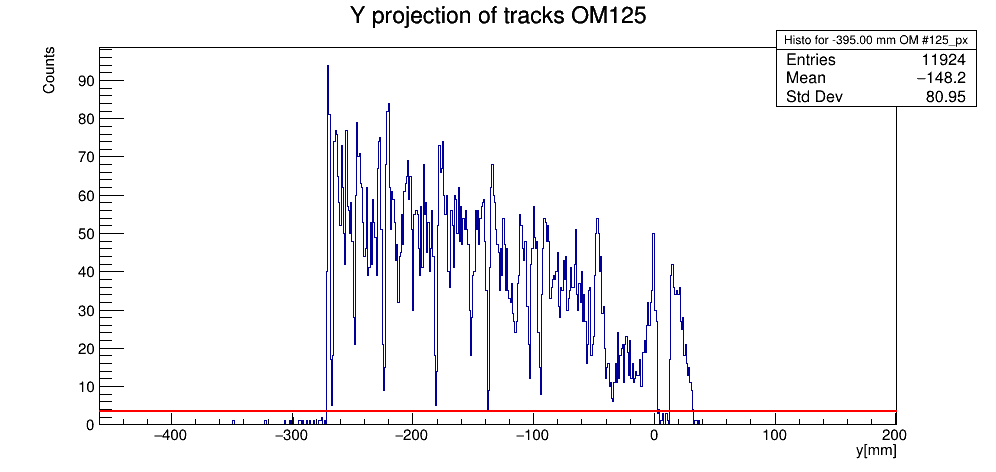 Y projection of tracks OM125
Histo for -395.00 mm OM #125_px
Entries 11924
Mean −148.2
Std Dev 80.95
Counts
90
80
70
60
50
40
30
20
10
0
−400 −300 −200 −100 0 100 200
y[mm]